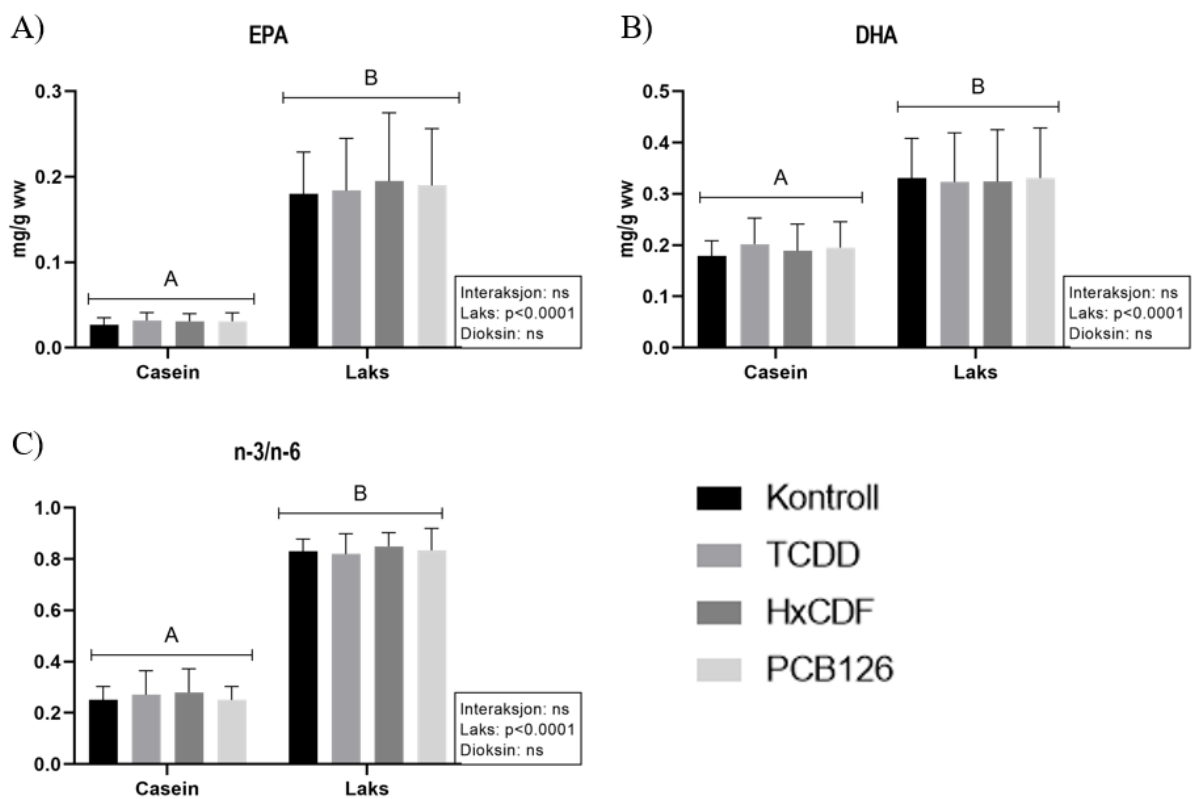 A)
EPA
mg/g ww
0.3
0.2
0.1
0.0
A
B
Casein
Laks
Interaksjon: ns
Laks: p<0.0001
Dioksin: ns
B)
DHA
mg/g ww
0.5
0.4
0.3
0.2
0.1
0.0
A
B
Casein
Laks
Interaksjon: ns
Laks: p<0.0001
Dioksin: ns
C)
n-3/n-6
1.0
0.8
0.6
0.4
0.2
0.0
A
B
Casein
Laks
Interaksjon: ns
Laks: p<0.0001
Dioksin: ns
Kontroll
TCDD
HxCDF
PCB126